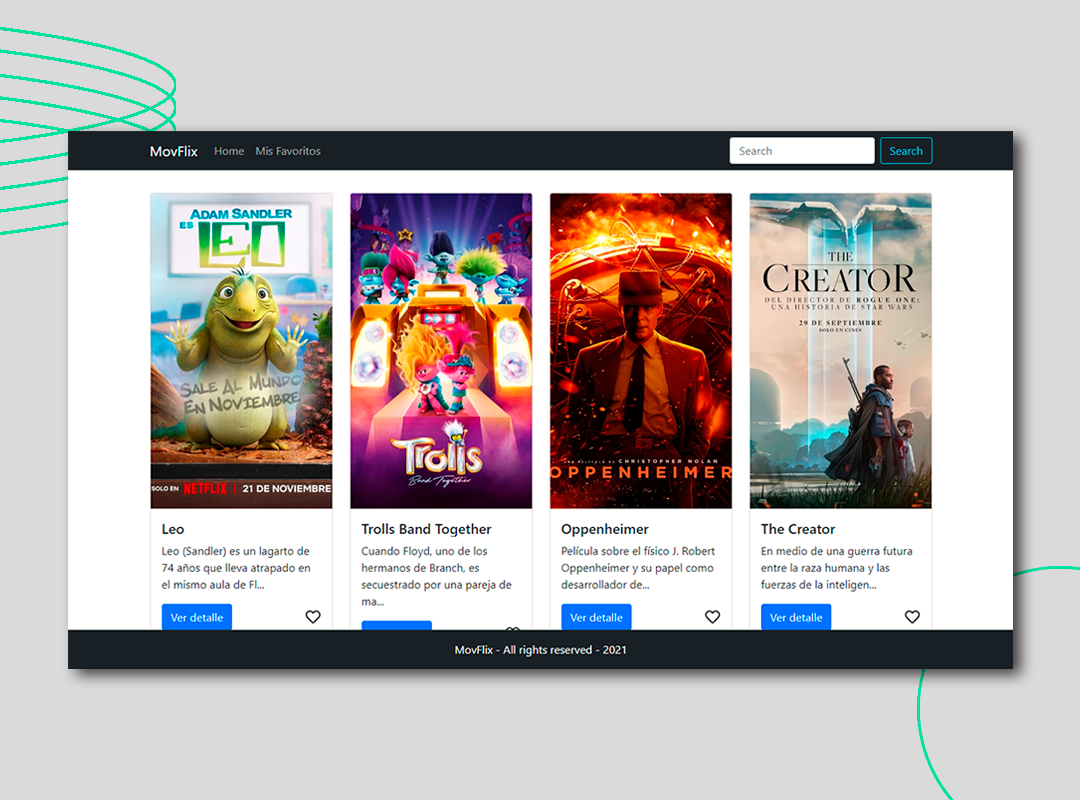 MovFlix Home Mis Favoritos Search Search
ADAM SANDLER
ES LEO
SALE AL MUNDO
EN NOVIEMBRE
SOLO EN NETFLIX | 21 DE NOVIEMBRE
Trolls
Band Together
UNA PELÍCULA DE CHRISTOPHER NOLAN
OPPENHEIMER
THE
CREATOR
DEL DIRECTOR DE ROGUE ONE:
UNA HISTORIA DE STAR WARS
29 DE SEPTIEMBRE
SOLO EN CINES
Leo
Leo (Sandler) es un lagarto de
74 años que lleva atrapado en
el mismo aula de Fl...
Ver detalle
Trolls Band Together
Cuando Floyd, uno de los
hermanos de Branch, es
secuestrado por una pareja de
ma...
Oppenheimer
Película sobre el físico J. Robert
Oppenheimer y su papel como
desarrollador de...
Ver detalle
The Creator
En medio de una guerra futura
entre la raza humana y las
fuerzas de la inteligen...
Ver detalle
MovFlix - All rights reserved - 2021